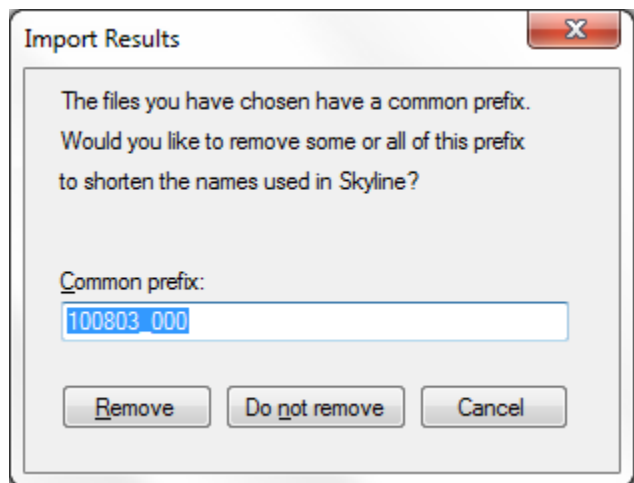 Import Results
The files you have chosen have a common prefix.
Would you like to remove some or all of this prefix
to shorten the names used in Skyline?
Common prefix:
100803_000
Remove
Do not remove
Cancel